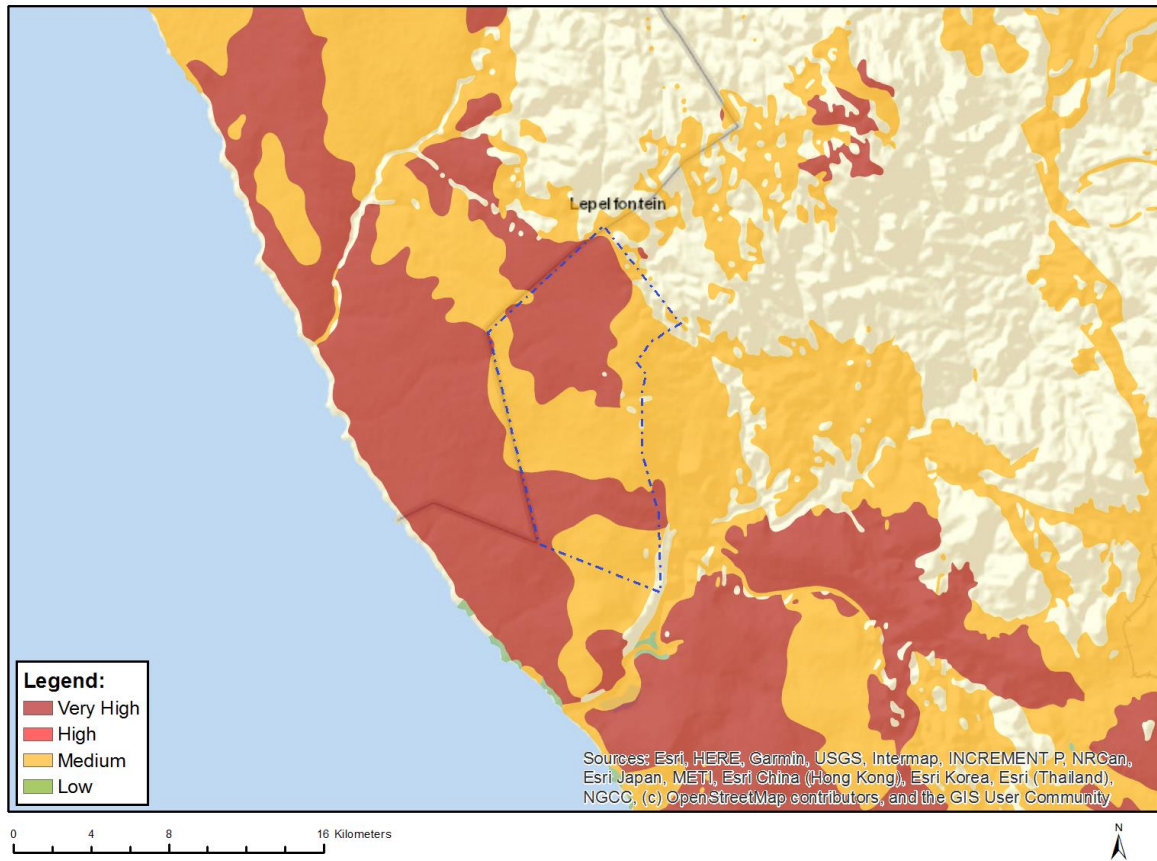 Lepelfontein
Legend:
Very High
High
Medium
Low
Sources: Esri, HERE, Garmin, USGS, Intermap, INCREMENT P, NRCan,
Esri Japan, METI, Esri China (Hong Kong), Esri Korea, Esri (Thailand),
NGCC, (c) OpenStreetMap contributors, and the GIS User Community
0 4 8 16 Kilometers
N